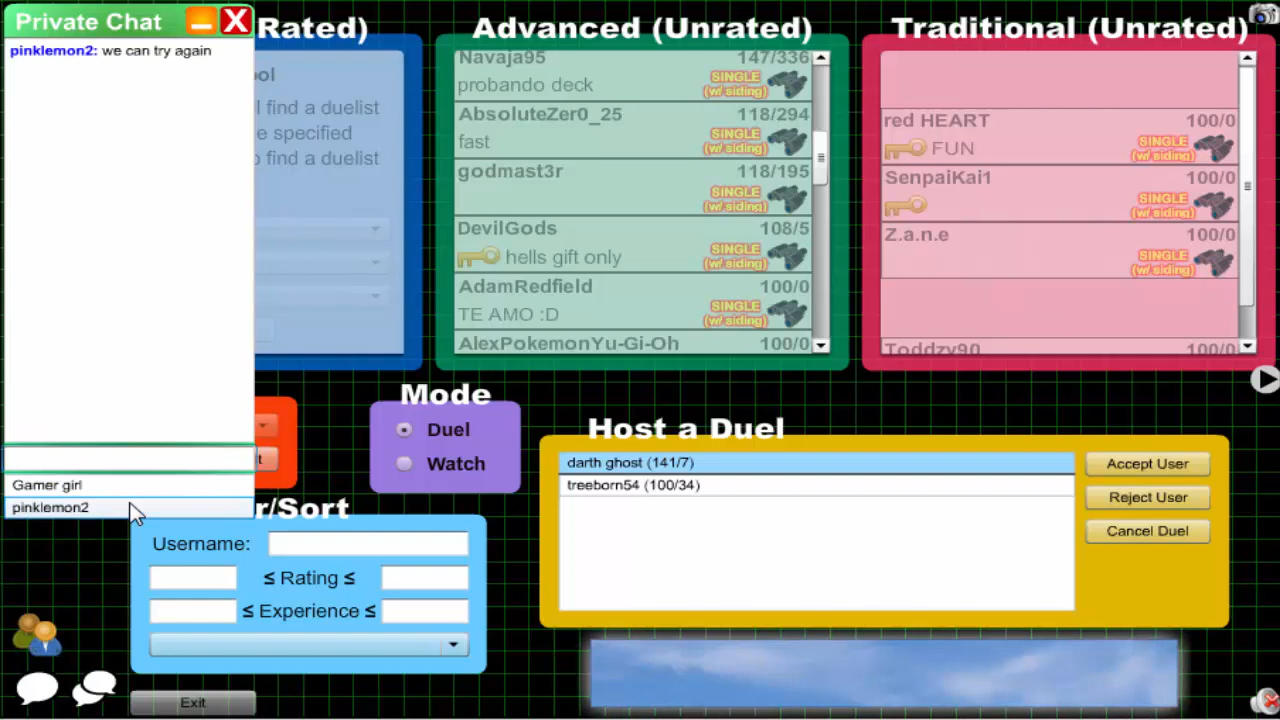 Private Chat
pinklemon2: we can try again
Gamer girl
pinklemon2
Rated)
ool
l find a duelist
e specified
o find a duelist
Advanced (Unrated)
Navaja95 147/336
probando deck SINGLE (w/ siding)
AbsoluteZer0_25 118/294
fast SINGLE (w/ siding)
godmast3r 118/195
SINGLE (w/ siding)
DevilGods 108/5
hells gift only SINGLE (w/ siding)
AdamRedfield 100/0
TE AMO :D SINGLE (w/ siding)
AlexPokemonYu-Gi-Oh 100/0
Traditional (Unrated)
red HEART 100/0
FUN SINGLE (w/ siding)
SenpaiKai1 100/0
SINGLE (w/ siding)
Z.a.n.e 100/0
SINGLE (w/ siding)
Toddzy90 100/0
t
Mode
Duel
Watch
r/Sort
Username:
≤ Rating ≤
≤ Experience ≤
Exit
Host a Duel
darth ghost (141/7)
treeborn54 (100/34)
Accept User
Reject User
Cancel Duel